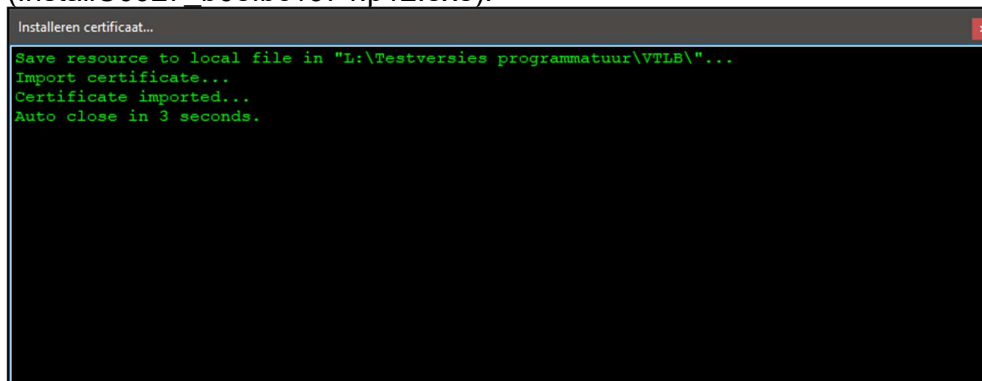 Installeren certificaat...
Save resource to local file in "L:\Testversies programmatuur\VTLB\"...
Import certificate...
Certificate imported...
Auto close in 3 seconds.